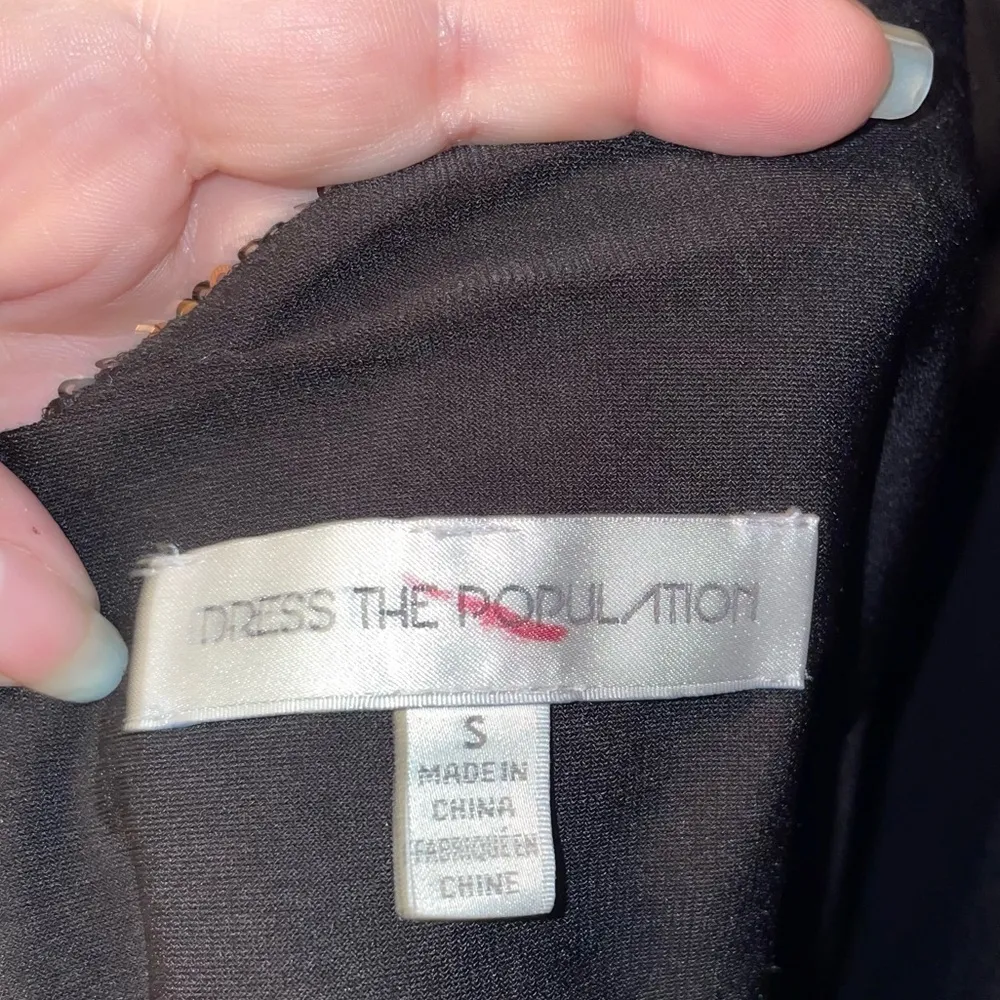 DRESS THE POPULATION
S
MADE IN
CHINA
FABRIQUÉ EN
CHINE